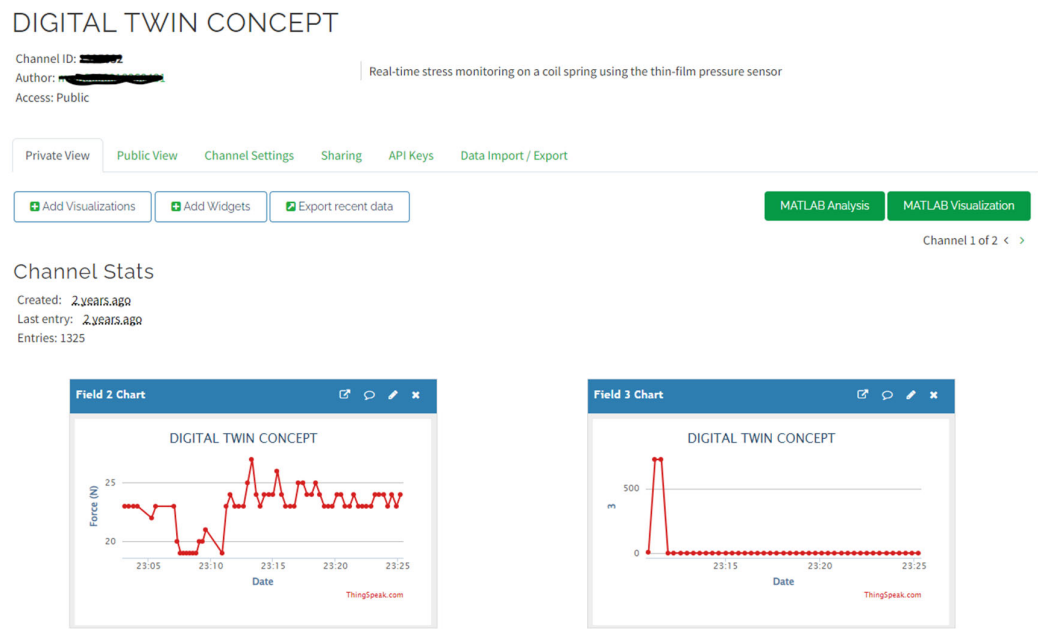 DIGITAL TWIN CONCEPT
Channel ID:
Author:
Access: Public
Real-time stress monitoring on a coil spring using the thin-film pressure sensor
Private View Public View Channel Settings Sharing API Keys Data Import / Export
Add Visualizations Add Widgets Export recent data MATLAB Analysis MATLAB Visualization
Channel 1 of 2 < >
Channel Stats
Created: 2 years ago
Last entry: 2 years ago
Entries: 1325
Field 2 Chart
DIGITAL TWIN CONCEPT
Force (N)
25
20
23:05 23:10 23:15 23:20 23:25
Date
ThingSpeak.com
Field 3 Chart
DIGITAL TWIN CONCEPT
3
500
0
23:15 23:20 23:25
Date
ThingSpeak.com